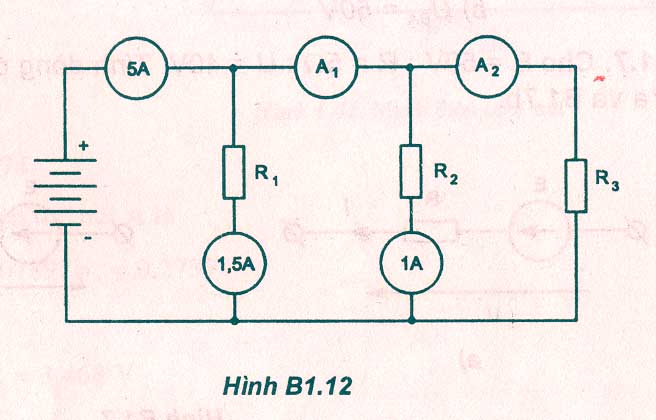 5A
A1
A2
+
-
R1
R2
R3
1,5A
1A
Hình B1.12